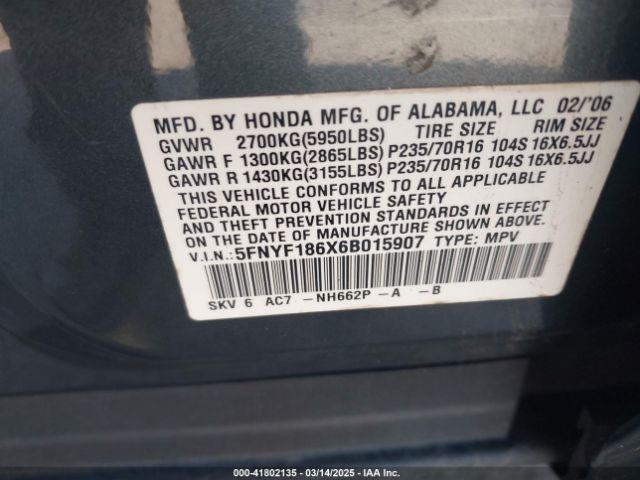 MFD. BY HONDA MFG. OF ALABAMA, LLC 02/'06
GVWR 2700KG(5950LBS) TIRE SIZE RIM SIZE
GAWR F 1300KG(2865LBS) P235/70R16 104S 16X6.5JJ
GAWR R 1430KG(3155LBS) P235/70R16 104S 16X6.5JJ
THIS VEHICLE CONFORMS TO ALL APPLICABLE
FEDERAL MOTOR VEHICLE SAFETY
AND THEFT PREVENTION STANDARDS IN EFFECT
ON THE DATE OF MANUFACTURE SHOWN ABOVE.
V.I.N.: 5FNYF186X6B015907 TYPE: MPV
SKV 6 AC7 -NH662P -A -B
00-41802135 - 03/14/2025 - IAA Inc.